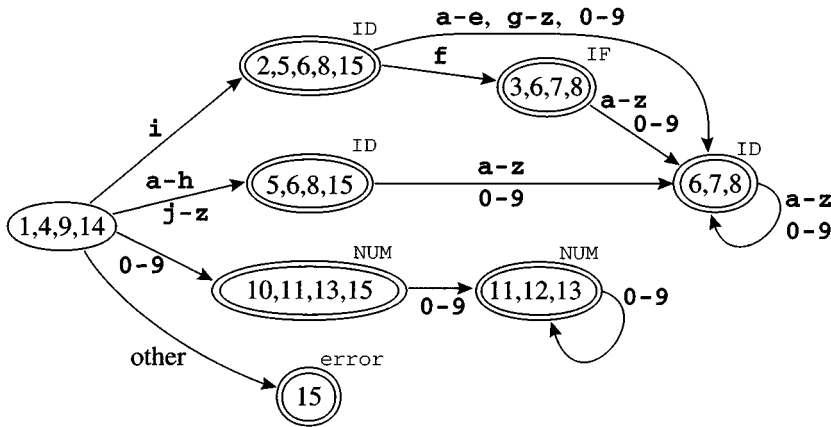 ID
a-e, g-z, 0-9
2,5,6,8,15
f
IF
3,6,7,8
a-z
0-9
i
ID
ID
a-h
5,6,8,15
a-z
6,7,8
1,4,9,14
j-z
0-9
a-z
0-9
0-9
NUM
NUM
10,11,13,15
0-9
11,12,13
0-9
other
error
15